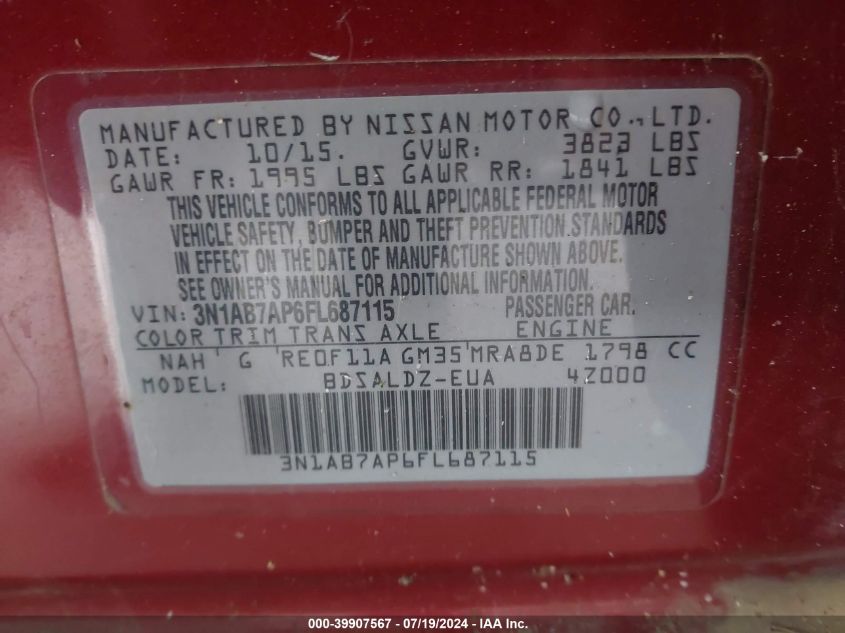 MANUFACTURED BY NISSAN MOTOR CO., LTD.
DATE: 10/15. GVWR: 3823 LBS
GAWR FR: 1995 LBS GAWR RR: 1841 LBS
THIS VEHICLE CONFORMS TO ALL APPLICABLE FEDERAL MOTOR
VEHICLE SAFETY, BUMPER AND THEFT PREVENTION STANDARDS
IN EFFECT ON THE DATE OF MANUFACTURE SHOWN ABOVE.
SEE OWNER'S MANUAL FOR ADDITIONAL INFORMATION.
VIN: 3N1AB7AP6FL687115 PASSENGER CAR.
COLOR TRIM TRANS AXLE ENGINE
NAH G RE0F11A GM35 MRA8DE 1798 CC
MODEL: BDSALDZ-EUA 4Z000
3N1AB7AP6FL687115
000-39907567 / 07/19/2024 - IAA Inc.